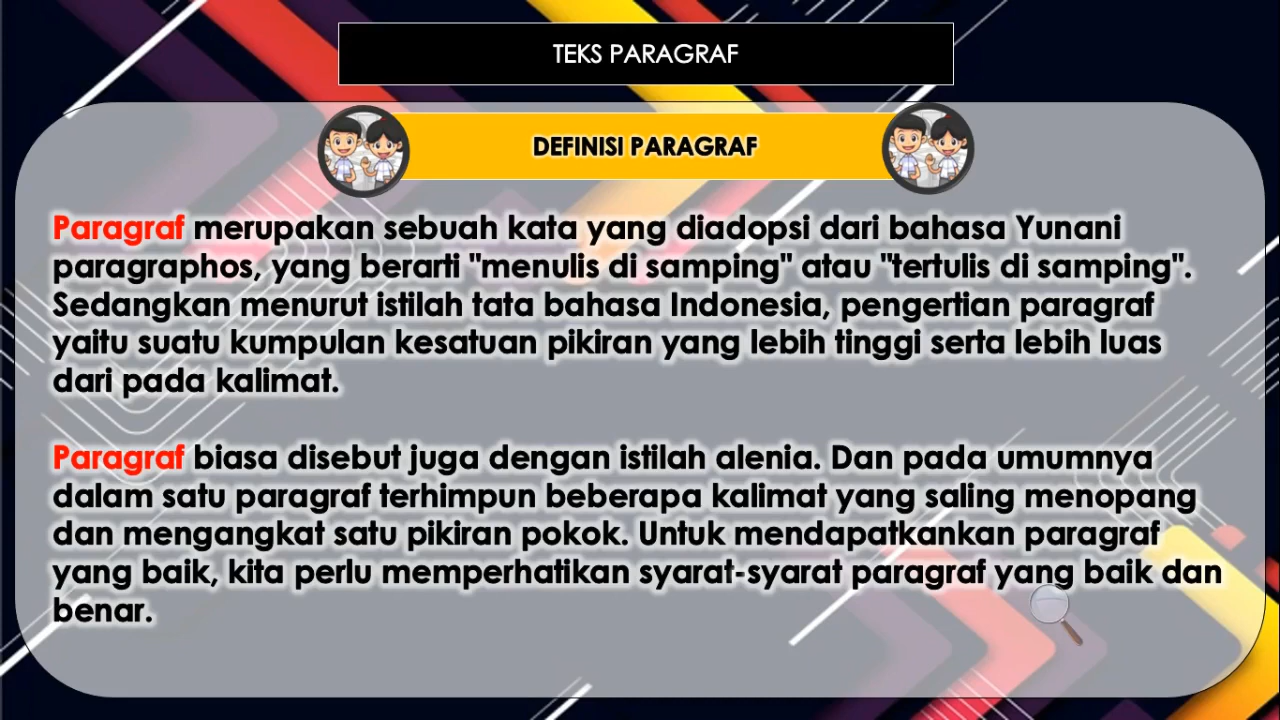 TEKS PARAGRAF
DEFINISI PARAGRAF
Paragraf merupakan sebuah kata yang diadopsi dari bahasa Yunani
paragraphos, yang berarti "menulis di samping" atau "tertulis di samping".
Sedangkan menurut istilah tata bahasa Indonesia, pengertian paragraf
yaitu suatu kumpulan kesatuan pikiran yang lebih tinggi serta lebih luas
dari pada kalimat.
Paragraf biasa disebut juga dengan istilah alenia. Dan pada umumnya
dalam satu paragraf terhimpun beberapa kalimat yang saling menopang
dan mengangkat satu pikiran pokok. Untuk mendapatkankan paragraf
yang baik, kita perlu memperhatikan syarat-syarat paragraf yang baik dan
benar.